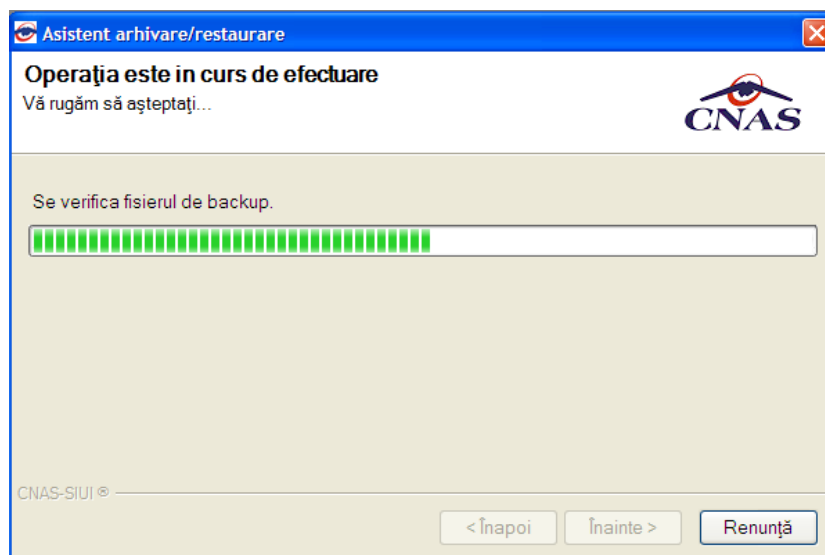 Asistent arhivare/restaurare
Operaţia este in curs de efectuare
Vă rugăm să aşteptaţi...
CNAS
Se verifica fisierul de backup.
CNAS-SIUI ®
< Înapoi
Înainte >
Renunţă